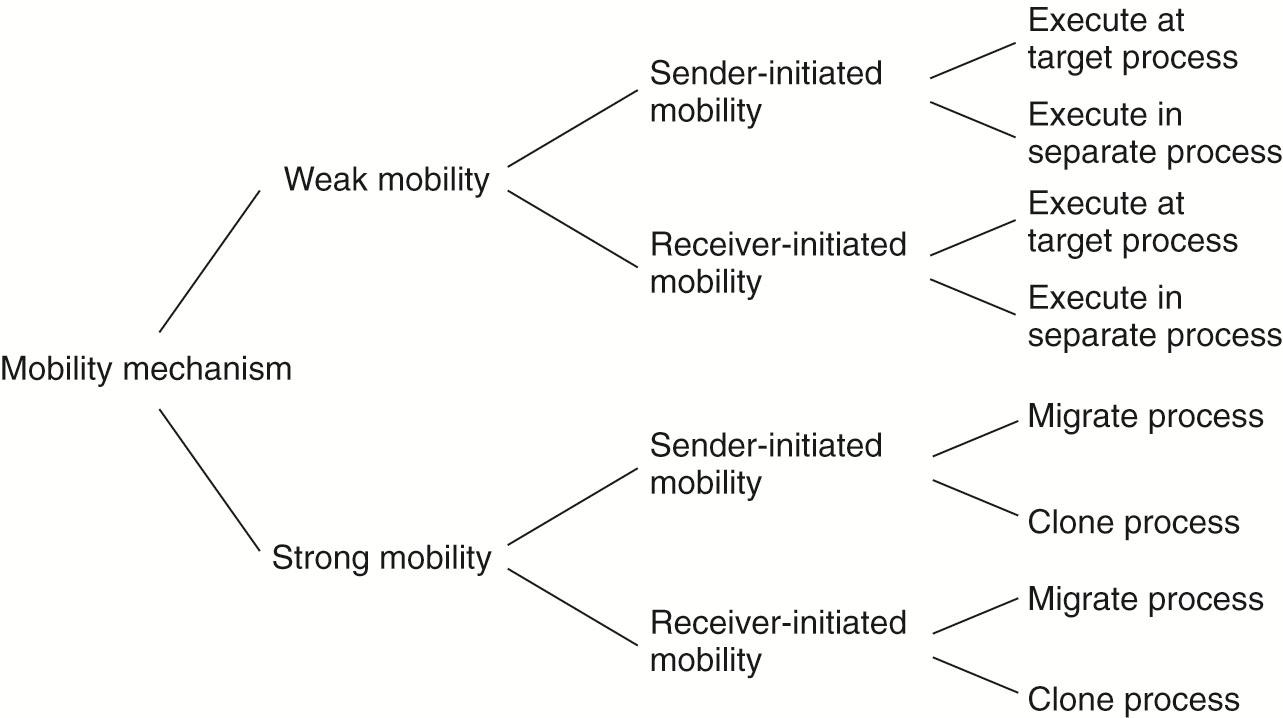 Execute at
target process
Sender-initiated
mobility
Execute in
separate process
Weak mobility
Execute at
target process
Receiver-initiated
mobility
Execute in
separate process
Mobility mechanism
Migrate process
Sender-initiated
mobility
Clone process
Strong mobility
Migrate process
Receiver-initiated
mobility
Clone process